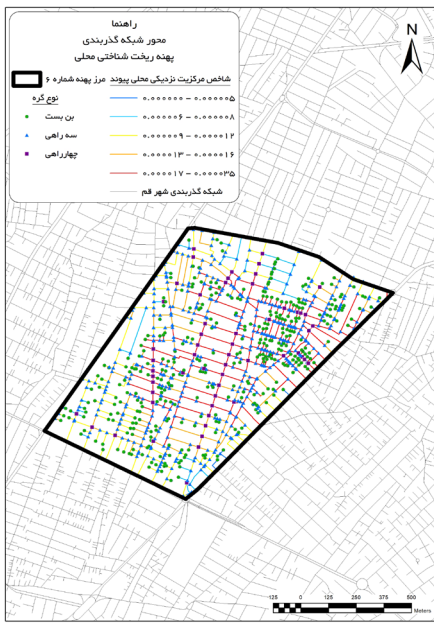 راهنما
محور شبکه گذربندی
پهنه ریخت شناختی محلی
شاخص مرکزیت نزدیکی محلی پیوند
مرز پهنه شماره ۶
نوع گره
۰.۰۰۰۰۰۰ - ۰.۰۰۰۰۰۵
بن بست
۰.۰۰۰۰۰۶ - ۰.۰۰۰۰۰۸
سه راهی
۰.۰۰۰۰۰۹ - ۰.۰۰۰۰۱۲
چهارراهی
۰.۰۰۰۰۱۳ - ۰.۰۰۰۰۱۶
۰.۰۰۰۰۱۷ - ۰.۰۰۰۰۳۵
شبکه گذربندی شهر قم
N
125 0 125 250 375 500
Meters